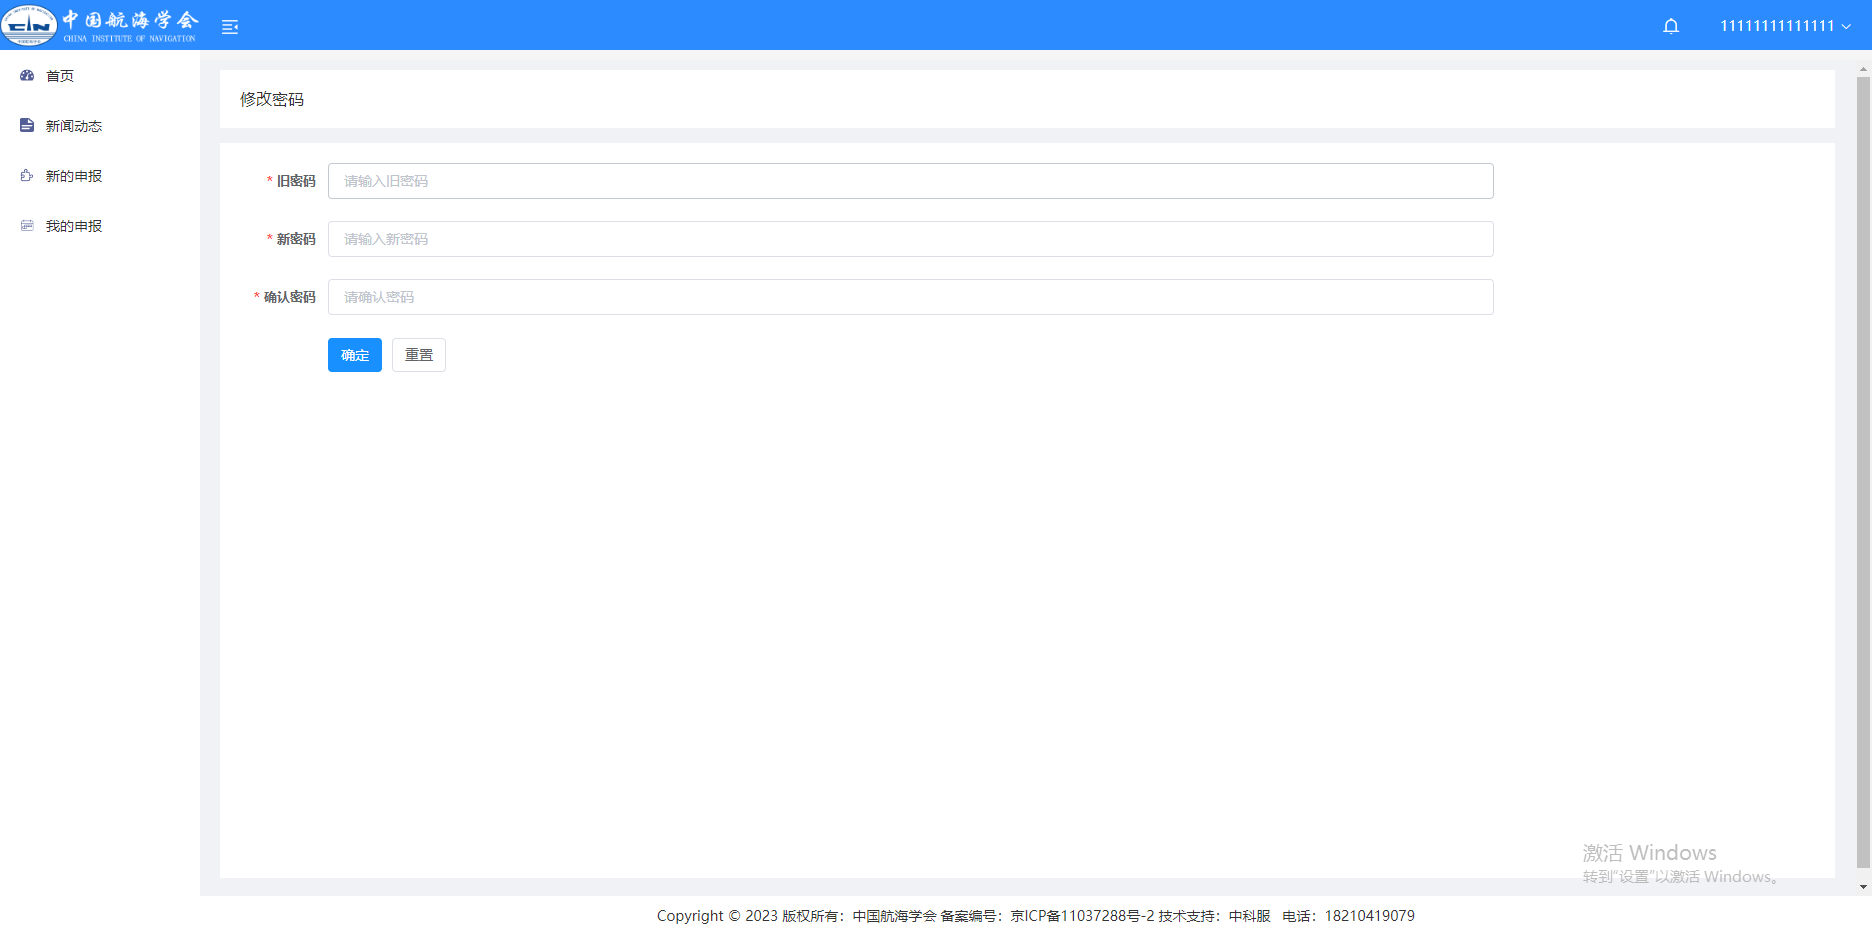 中国航海学会
CHINA INSTITUTE OF NAVIGATION
11111111111111
首页
新闻动态
新的申报
我的申报
修改密码
* 旧密码 请输入旧密码
* 新密码 请输入新密码
* 确认密码 请确认密码
确定 重置
激活 Windows
转到“设置”以激活 Windows。
Copyright © 2023 版权所有：中国航海学会 备案编号：京ICP备11037288号-2 技术支持：中科服 电话：18210419079